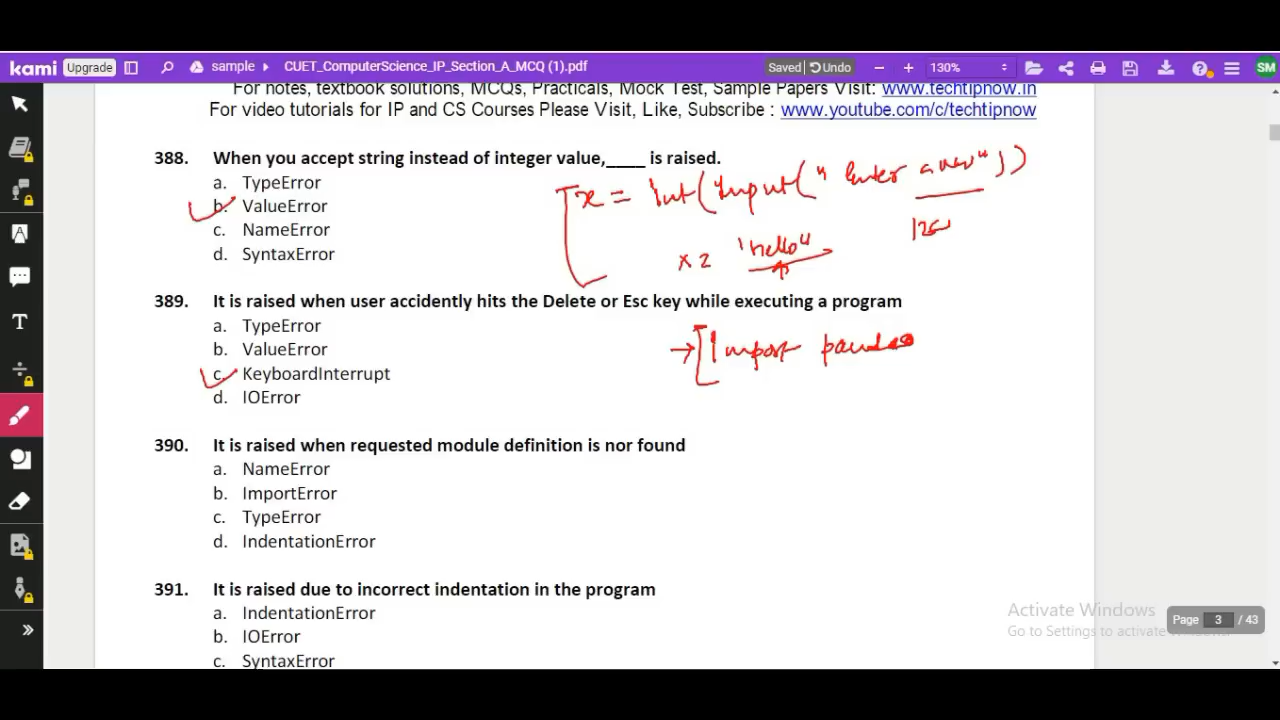 kami Upgrade sample CUET_ComputerScience_IP_Section_A_MCQ (1).pdf Saved Undo 130% SM
For notes, textbook solutions, MCQs, Practicals, Mock Test, Sample Papers Visit: www.techtipnow.in
For video tutorials for IP and CS Courses Please Visit, Like, Subscribe : www.youtube.com/c/techtipnow
388. When you accept string instead of integer value,____ is raised.
a. TypeError
b. ValueError
c. NameError
d. SyntaxError
x = int(input(" Enter a no" ))
125
x2 'hello"
389. It is raised when user accidently hits the Delete or Esc key while executing a program
a. TypeError
b. ValueError
c. KeyboardInterrupt
d. IOError
import pandas
390. It is raised when requested module definition is nor found
a. NameError
b. ImportError
c. TypeError
d. IndentationError
391. It is raised due to incorrect indentation in the program
a. IndentationError
b. IOError
c. SyntaxError
Activate Windows
Go to Settings to activate Windows.
Page 3 / 43